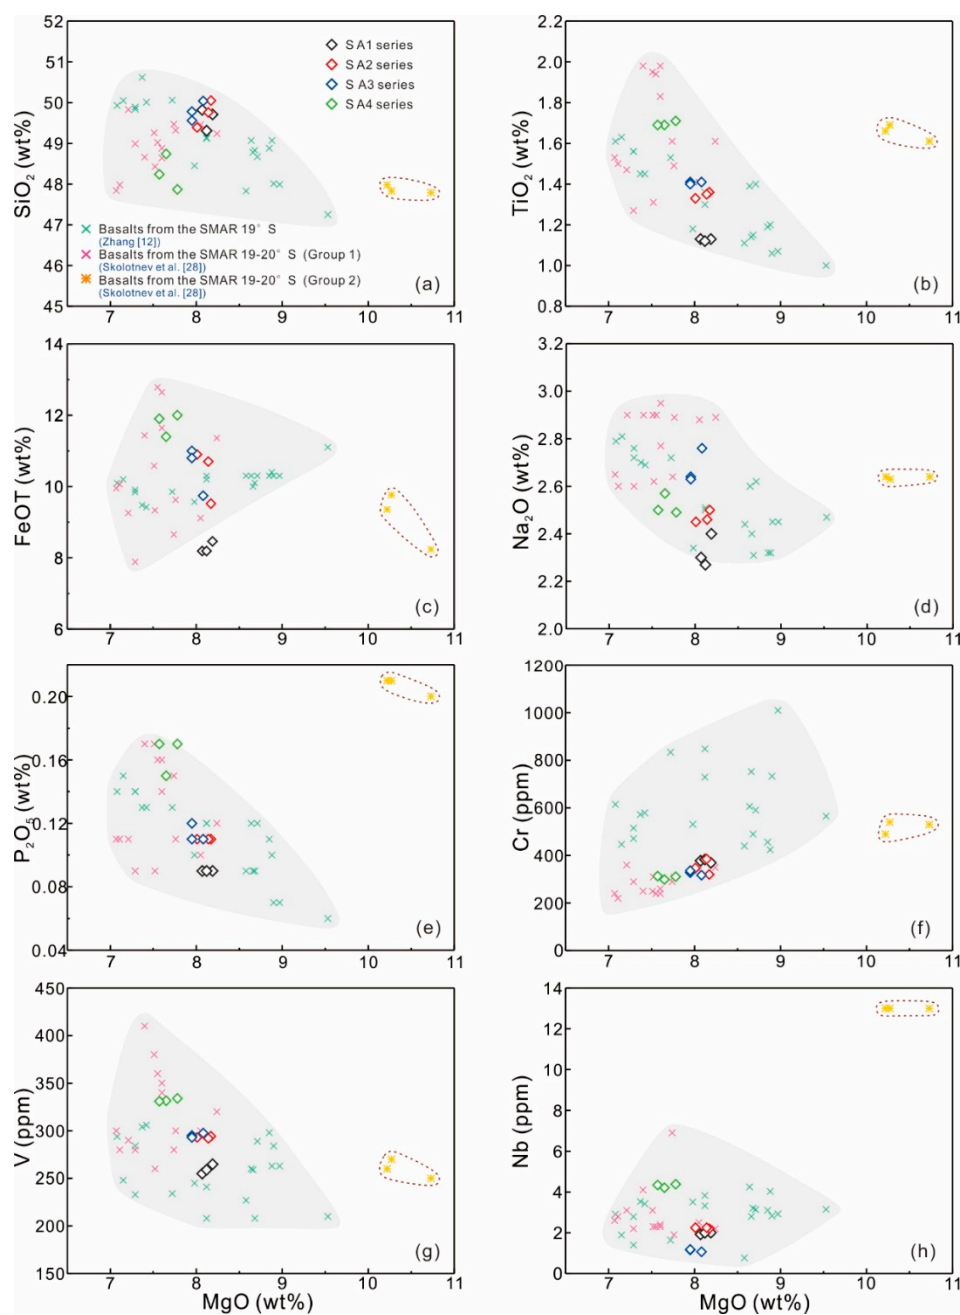 52
51
50
49
48
47
46
45
SiO2 (wt%)
S A1 series
S A2 series
S A3 series
S A4 series
Basalts from the SMAR 19° S
(Zhang [12])
Basalts from the SMAR 19-20° S (Group 1)
(Skolotnev et al. [28])
Basalts from the SMAR 19-20° S (Group 2)
(Skolotnev et al. [28])
(a)
7 8 9 10 11
2.2
2.0
1.8
1.6
1.4
1.2
1.0
0.8
TiO2 (wt%)
(b)
7 8 9 10 11
14
12
10
8
6
FeOT (wt%)
(c)
7 8 9 10 11
3.2
3.0
2.8
2.6
2.4
2.2
2.0
Na2O (wt%)
(d)
7 8 9 10 11
0.20
0.16
0.12
0.08
0.04
P2O5 (wt%)
(e)
7 8 9 10 11
1200
1000
800
600
400
200
0
Cr (ppm)
(f)
7 8 9 10 11
450
400
350
300
250
200
150
V (ppm)
(g)
7 8 9 10 11
MgO (wt%)
14
12
10
8
6
4
2
0
Nb (ppm)
(h)
7 8 9 10 11
MgO (wt%)